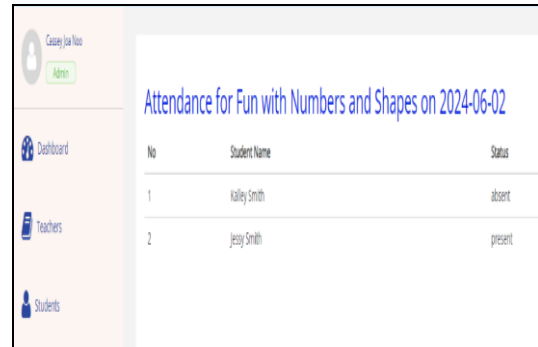 Cassey Joa Noo
Admin
Dashboard
Teachers
Students
Attendance for Fun with Numbers and Shapes on 2024-06-02
No Student Name Status
1 Kalley Smith absent
2 Jessy Smith present